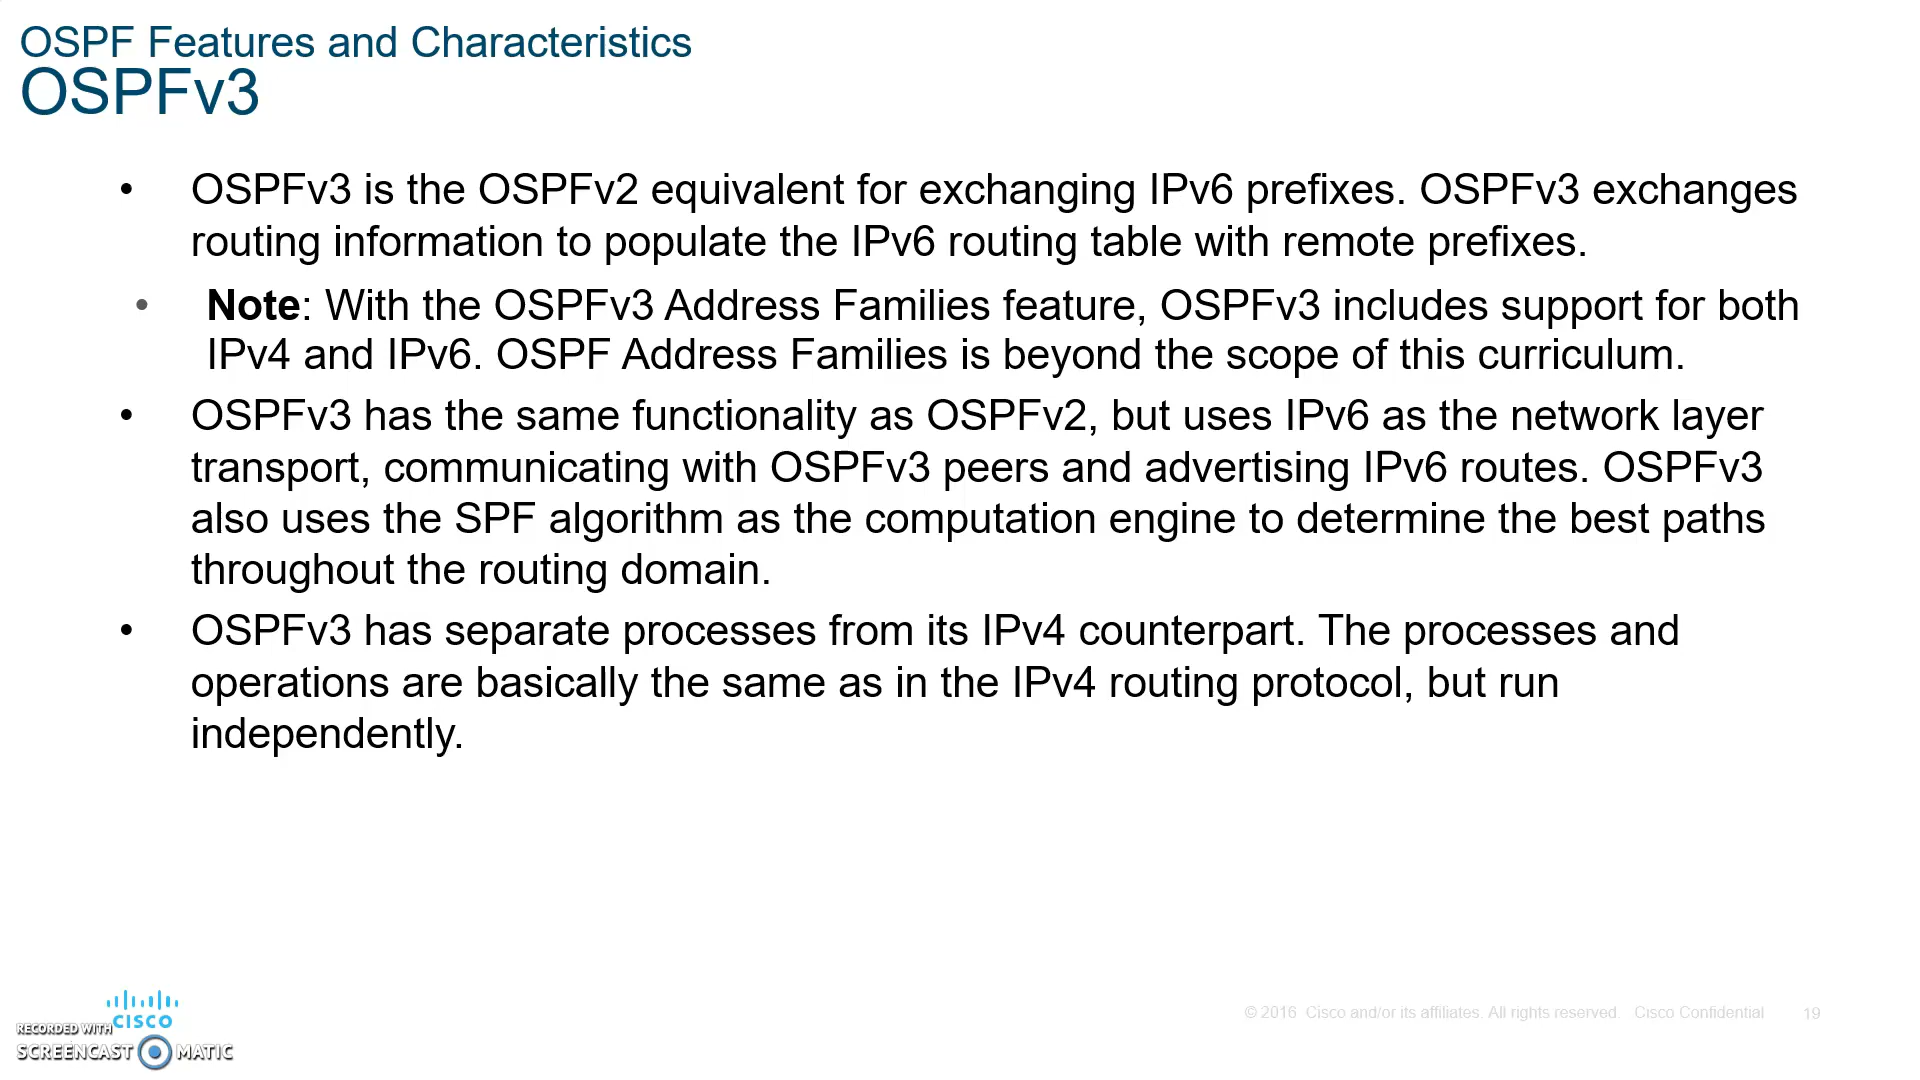 OSPF Features and Characteristics
OSPFv3
• OSPFv3 is the OSPFv2 equivalent for exchanging IPv6 prefixes. OSPFv3 exchanges
routing information to populate the IPv6 routing table with remote prefixes.
• Note: With the OSPFv3 Address Families feature, OSPFv3 includes support for both
IPv4 and IPv6. OSPF Address Families is beyond the scope of this curriculum.
• OSPFv3 has the same functionality as OSPFv2, but uses IPv6 as the network layer
transport, communicating with OSPFv3 peers and advertising IPv6 routes. OSPFv3
also uses the SPF algorithm as the computation engine to determine the best paths
throughout the routing domain.
• OSPFv3 has separate processes from its IPv4 counterpart. The processes and
operations are basically the same as in the IPv4 routing protocol, but run
independently.
© 2016 Cisco and/or its affiliates. All rights reserved. Cisco Confidential 19
CISCO
RECORDED WITH
SCREENCAST MATIC